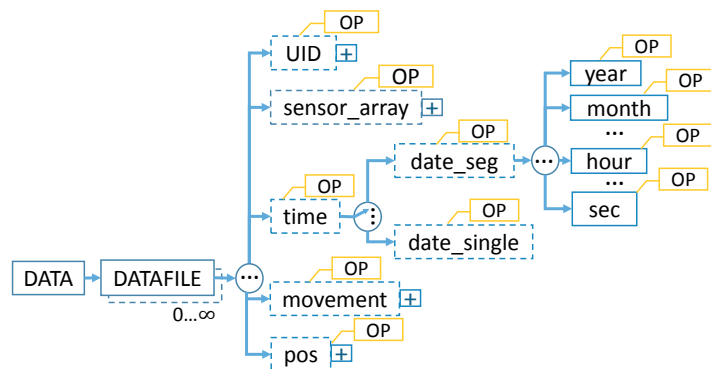 OP
UID
+
OP
sensor_array
+
OP
time
OP
date_seg
...
OP
year
OP
month
...
OP
hour
...
OP
sec
OP
date_single
DATA
DATAFILE
0...∞
...
OP
movement
+
OP
pos
+